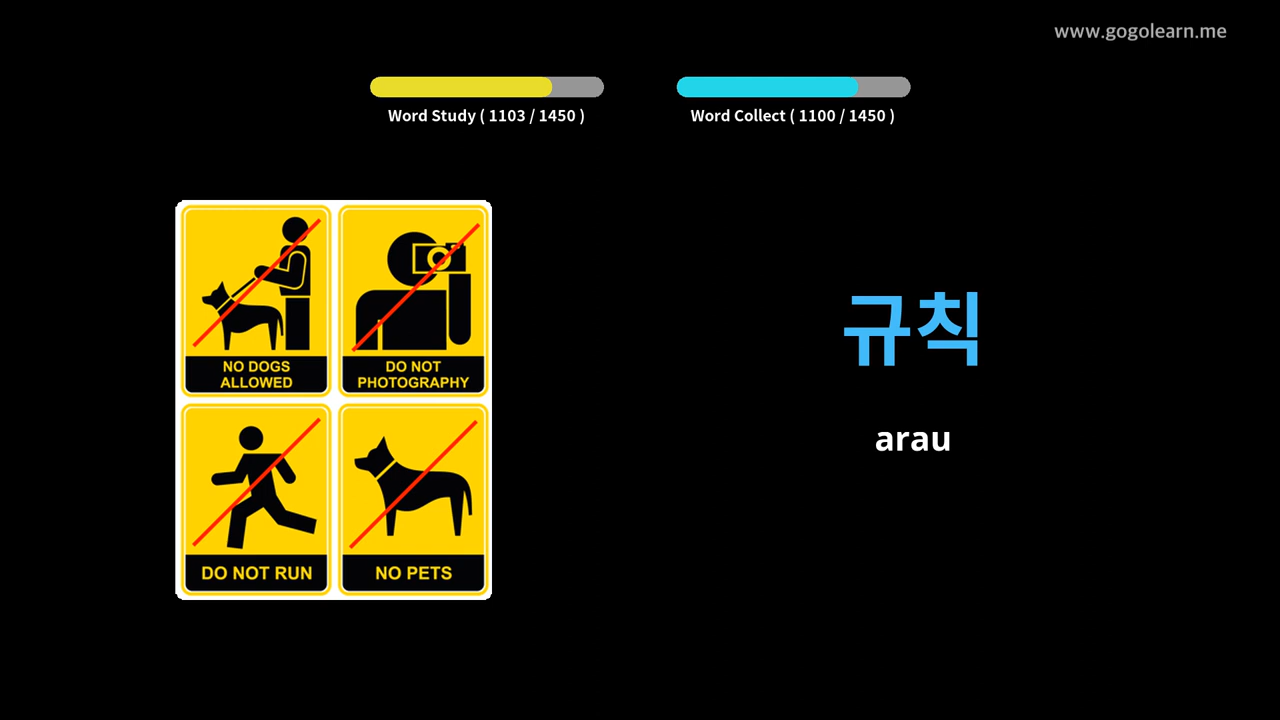 www.gogolearn.me
Word Study ( 1103 / 1450 )
Word Collect ( 1100 / 1450 )
NO DOGS
ALLOWED
DO NOT
PHOTOGRAPHY
DO NOT RUN
NO PETS
규칙
arau